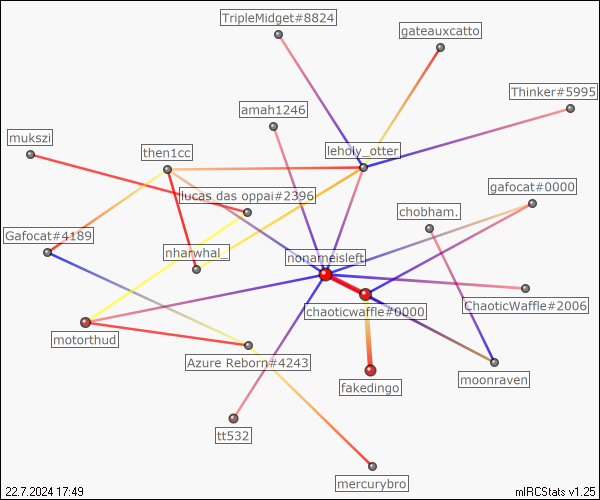 TripleMidget#8824
gateauxcatto
Thinker#5995
amah1246
mukszi
then1cc
leholy_otter
lucas das oppai#2396
gafocat#0000
chobham.
Gafocat#4189
nharwhal_
nonameisleft
ChaoticWaffle#2006
chaoticwaffle#0000
motorthud
Azure Reborn#4243
moonraven
fakedingo
tt532
mercurybro
22.7.2024 17:49
mIRCStats v1.25